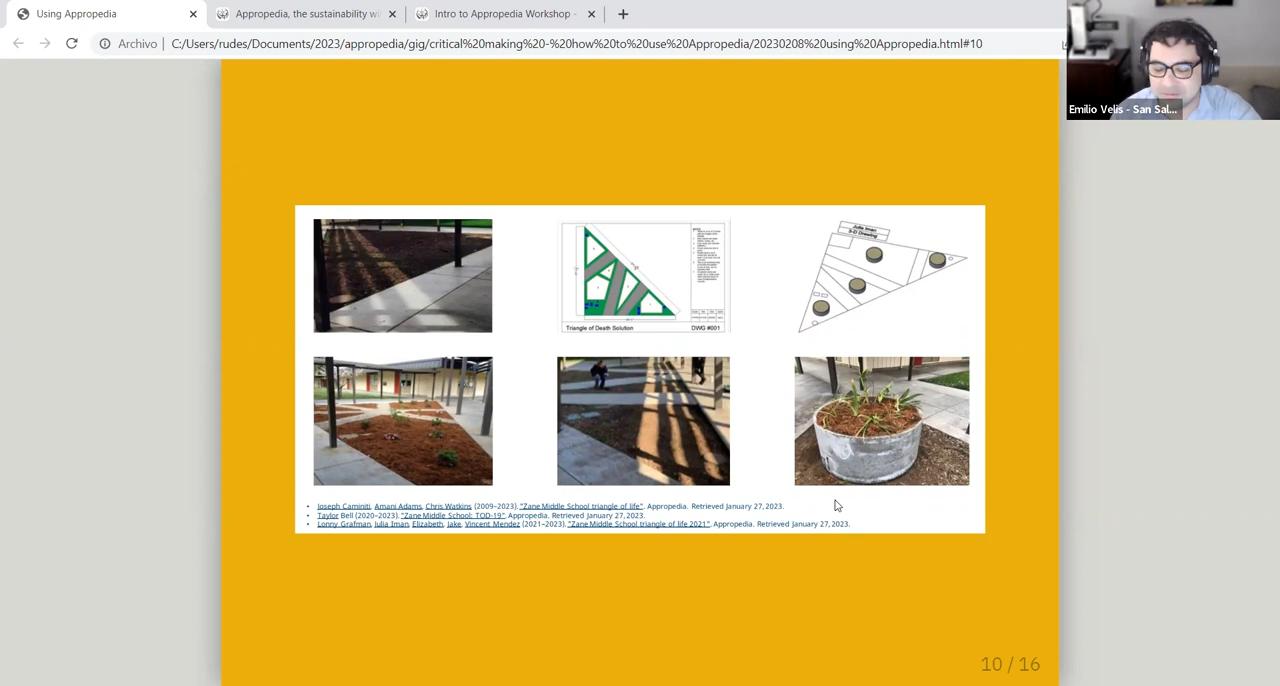 Using Appropedia
Appropedia, the sustainability wi
Intro to Appropedia Workshop -
Archivo
C:/Users/rudes/Documents/2023/appropedia/gig/critical%20making%20-%20how%20to%20use%20Appropedia/20230208%20using%20Appropedia.html#10
Emilio Velis - San Sal...
Julia Iman
3-D Drawing
Triangle of Death Solution
DWG #001
• Joseph Caminiti, Amani Adams, Chris Watkins (2009–2023). "Zane Middle School triangle of life". Appropedia. Retrieved January 27, 2023.
• Taylor Bell (2020–2023). "Zane Middle School: TOD-19". Appropedia. Retrieved January 27, 2023.
• Lonny Grafman, Julia Iman, Elizabeth, Jake, Vincent Mendez (2021–2023). "Zane Middle School triangle of life 2021". Appropedia. Retrieved January 27, 2023.
10 / 16